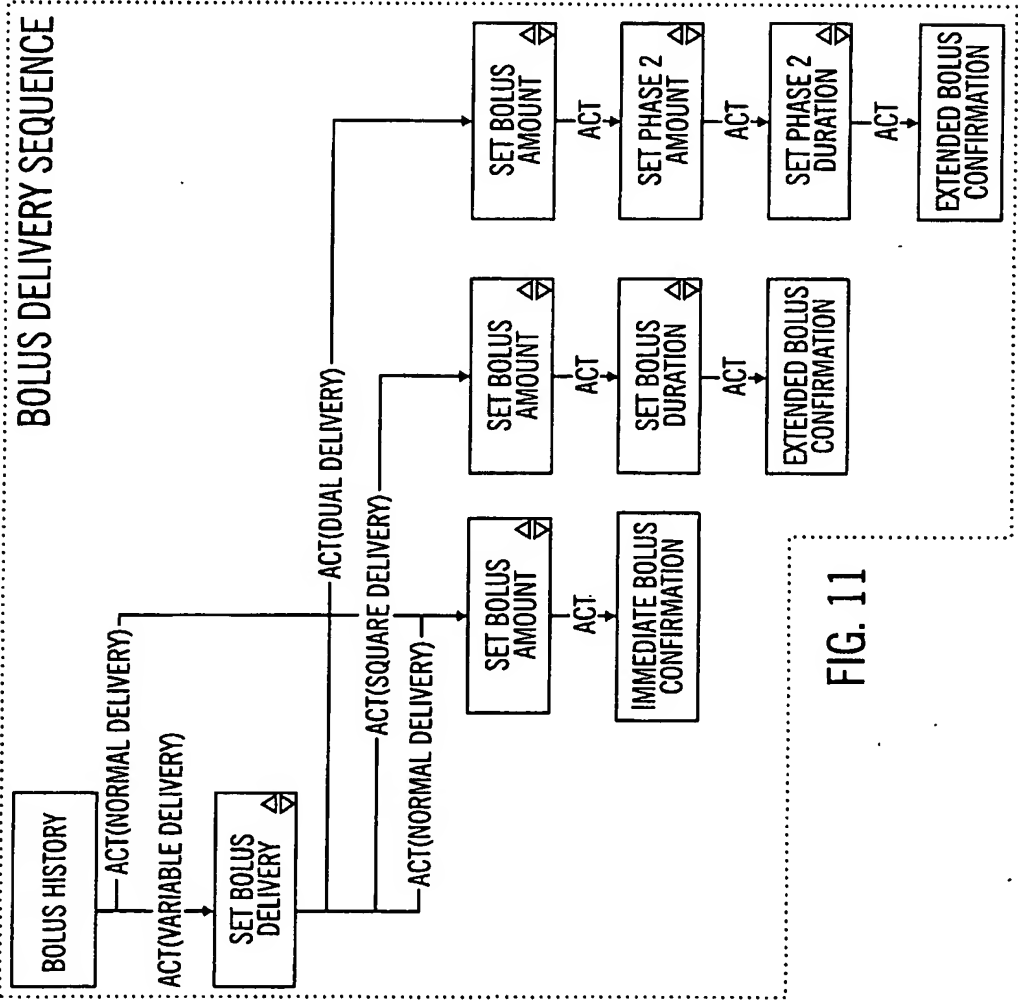 BOLUS DELIVERY SEQUENCE
BOLUS HISTORY
ACT(NORMAL DELIVERY)
ACT(VARIABLE DELIVERY)
SET BOLUS
DELIVERY
ACT(DUAL DELIVERY)
ACT(SQUARE DELIVERY)
ACT(NORMAL DELIVERY)
SET BOLUS
AMOUNT
ACT
IMMEDIATE BOLUS
CONFIRMATION
SET BOLUS
AMOUNT
ACT
SET BOLUS
DURATION
ACT
EXTENDED BOLUS
CONFIRMATION
SET BOLUS
AMOUNT
ACT
SET PHASE 2
AMOUNT
ACT
SET PHASE 2
DURATION
ACT
EXTENDED BOLUS
CONFIRMATION
FIG. 11